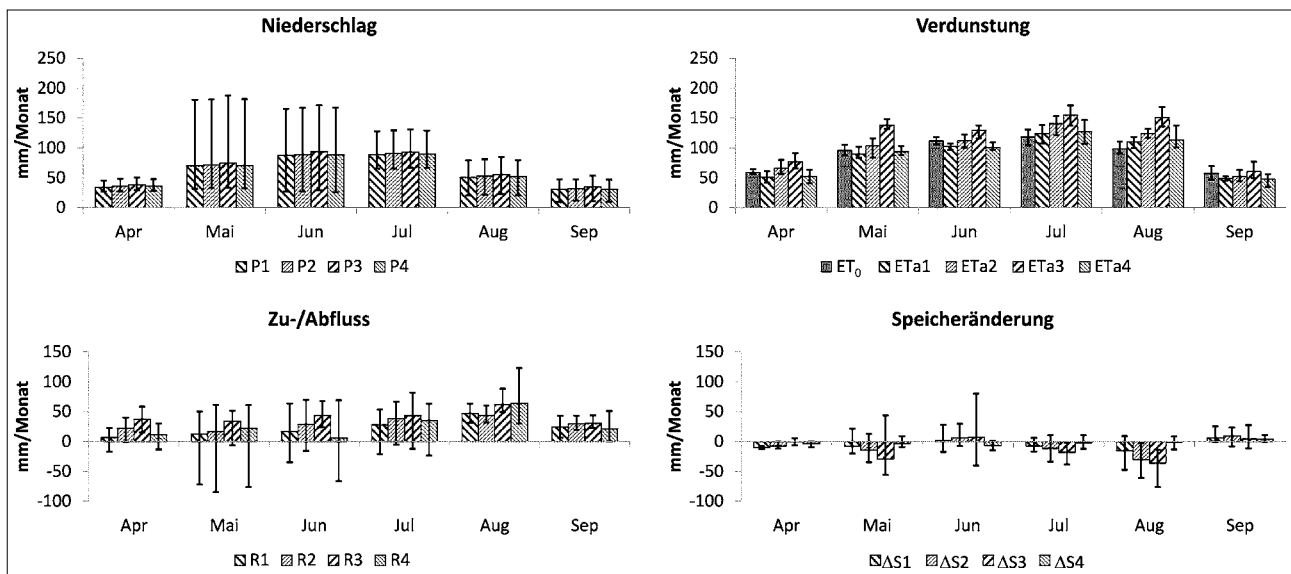 Niederschlag
mm/Monat
250
200
150
100
50
0
Apr Mai Jun Jul Aug Sep
P1 P2 P3 P4
Verdunstung
mm/Monat
250
200
150
100
50
0
Apr Mai Jun Jul Aug Sep
ET₀ ETa1 ETa2 ETa3 ETa4
Zu-/Abfluss
mm/Monat
150
100
50
0
-50
-100
Apr Mai Jun Jul Aug Sep
R1 R2 R3 R4
Speicheränderung
mm/Monat
150
100
50
0
-50
-100
Apr Mai Jun Jul Aug Sep
ΔS1 ΔS2 ΔS3 ΔS4